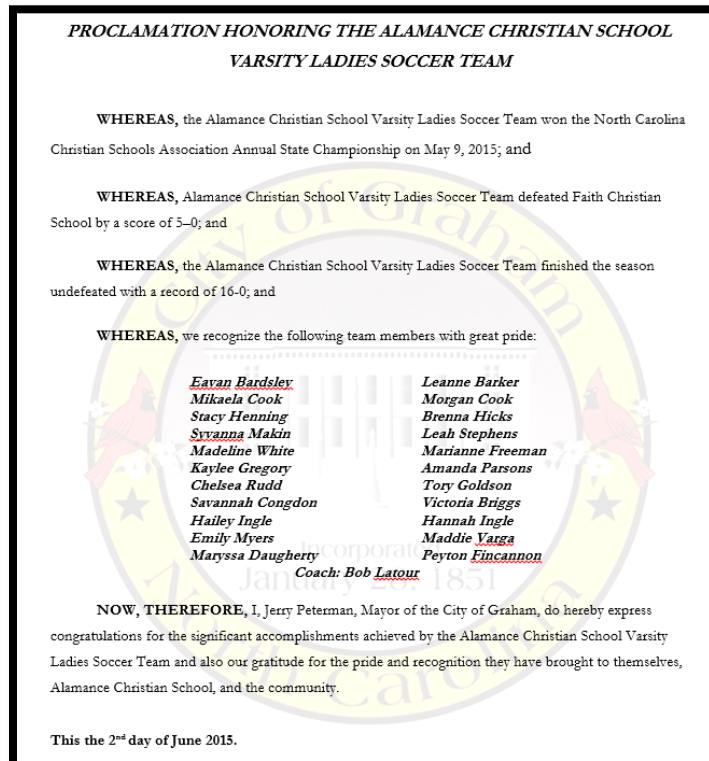 PROCLAMATION HONORING THE ALAMANCE CHRISTIAN SCHOOL
VARSITY LADIES SOCCER TEAM
WHEREAS, the Alamance Christian School Varsity Ladies Soccer Team won the North Carolina
Christian Schools Association Annual State Championship on May 9, 2015; and
WHEREAS, Alamance Christian School Varsity Ladies Soccer Team defeated Faith Christian
School by a score of 5–0; and
WHEREAS, the Alamance Christian School Varsity Ladies Soccer Team finished the season
undefeated with a record of 16-0; and
WHEREAS, we recognize the following team members with great pride:
Eavan Bardsley Leanne Barker
Mikaela Cook Morgan Cook
Stacy Henning Brenna Hicks
Syvanna Makin Leah Stephens
Madeline White Marianne Freeman
Kaylee Gregory Amanda Parsons
Chelsea Rudd Tory Goldson
Savannah Congdon Victoria Briggs
Hailey Ingle Hannah Ingle
Emily Myers Maddie Varga
Maryssa Daugherty Peyton Fincannon
Coach: Bob Latour
NOW, THEREFORE, I, Jerry Peterman, Mayor of the City of Graham, do hereby express
congratulations for the significant accomplishments achieved by the Alamance Christian School Varsity
Ladies Soccer Team and also our gratitude for the pride and recognition they have brought to themselves,
Alamance Christian School, and the community.
This the 2nd day of June 2015.
City of Graham
Incorporated
January 28, 1851
North Carolina